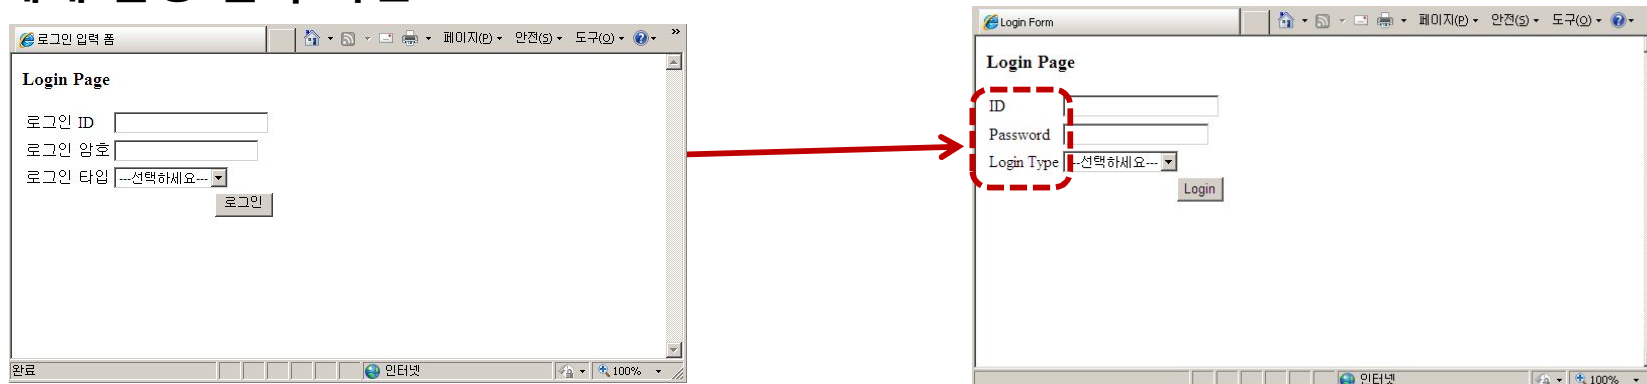 로그인 입력 폼
페이지(P) 안전(S) 도구(O) »
Login Page
로그인 ID
로그인 암호
로그인 타입 ---선택하세요---
로그인
완료 인터넷 100%
Login Form
페이지(P) 안전(S) 도구(O)
Login Page
ID
Password
Login Type ---선택하세요---
Login
인터넷 100%